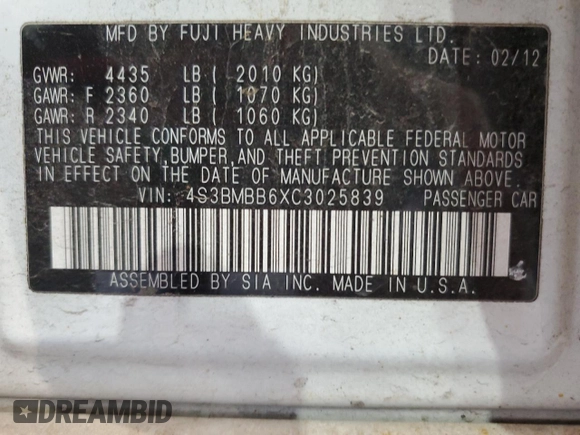 MFD BY FUJI HEAVY INDUSTRIES LTD.
DATE: 02/12
GVWR: 4435 LB ( 2010 KG)
GAWR: F 2360 LB ( 1070 KG)
GAWR: R 2340 LB ( 1060 KG)
THIS VEHICLE CONFORMS TO ALL APPLICABLE FEDERAL MOTOR
VEHICLE SAFETY, BUMPER, AND THEFT PREVENTION STANDARDS
IN EFFECT ON THE DATE OF MANUFACTURE SHOWN ABOVE.
VIN: 4S3BMBB6XC3025839 PASSENGER CAR
ASSEMBLED BY SIA INC. MADE IN U.S.A.
DREAMBID